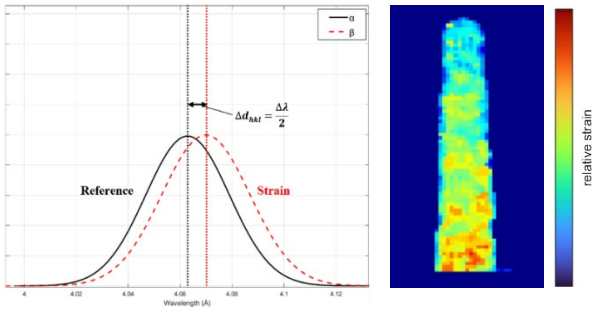 α
β
Δd_hkl = Δλ/2
Reference
Strain
4 4.02 4.04 4.06 4.08 4.1 4.12
Wavelength (Å)
relative strain